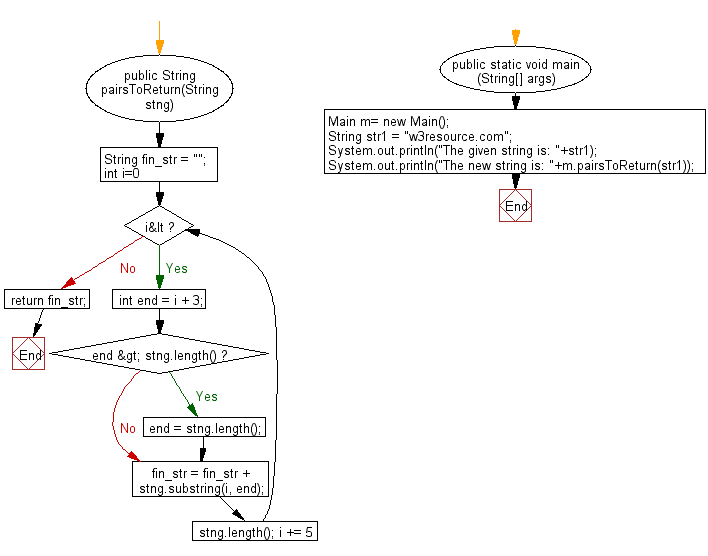 public String
pairsToReturn(String
stng)
String fin_str = "";
int i=0
i&lt ?
No
Yes
return fin_str;
int end = i + 3;
End
end &gt; stng.length() ?
Yes
No
end = stng.length();
fin_str = fin_str +
stng.substring(i, end);
stng.length(); i += 5
public static void main
(String[] args)
Main m= new Main();
String str1 = "w3resource.com";
System.out.println("The given string is: "+str1);
System.out.println("The new string is: "+m.pairsToReturn(str1));
End